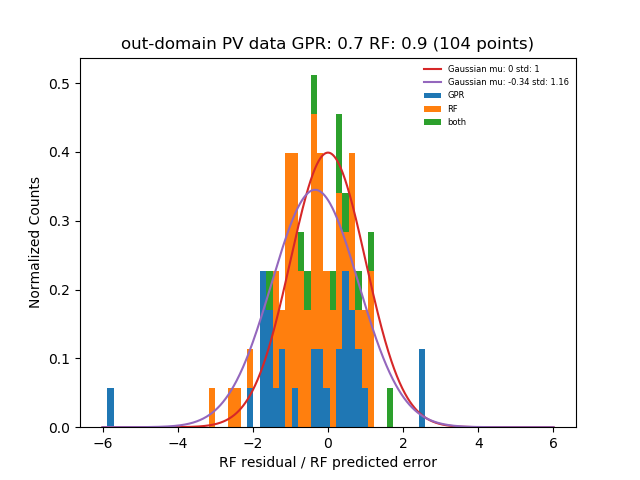 out-domain PV data GPR: 0.7 RF: 0.9 (104 points)
Gaussian mu: 0 std: 1
Gaussian mu: -0.34 std: 1.16
GPR
RF
both
Normalized Counts
0.5
0.4
0.3
0.2
0.1
0.0
−6 −4 −2 0 2 4 6
RF residual / RF predicted error